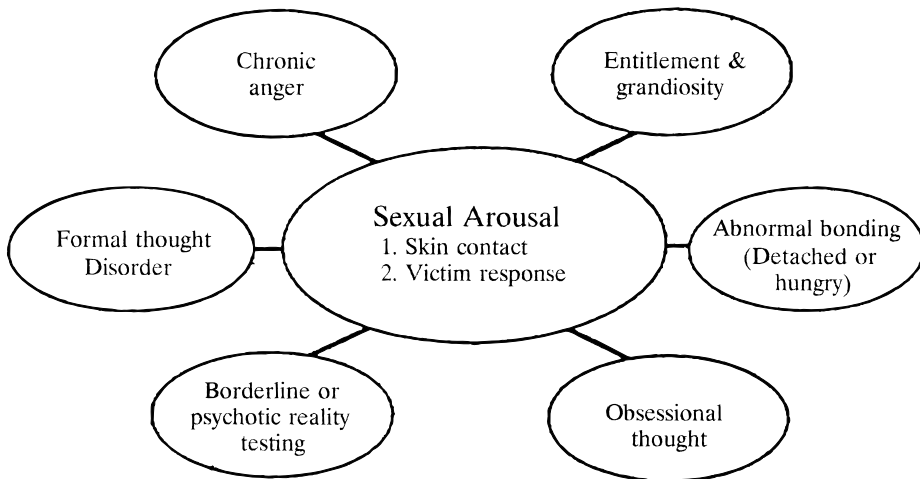 Chronic
anger
Entitlement &
grandiosity
Sexual Arousal
1. Skin contact
2. Victim response
Formal thought
Disorder
Abnormal bonding
(Detached or
hungry)
Borderline or
psychotic reality
testing
Obsessional
thought